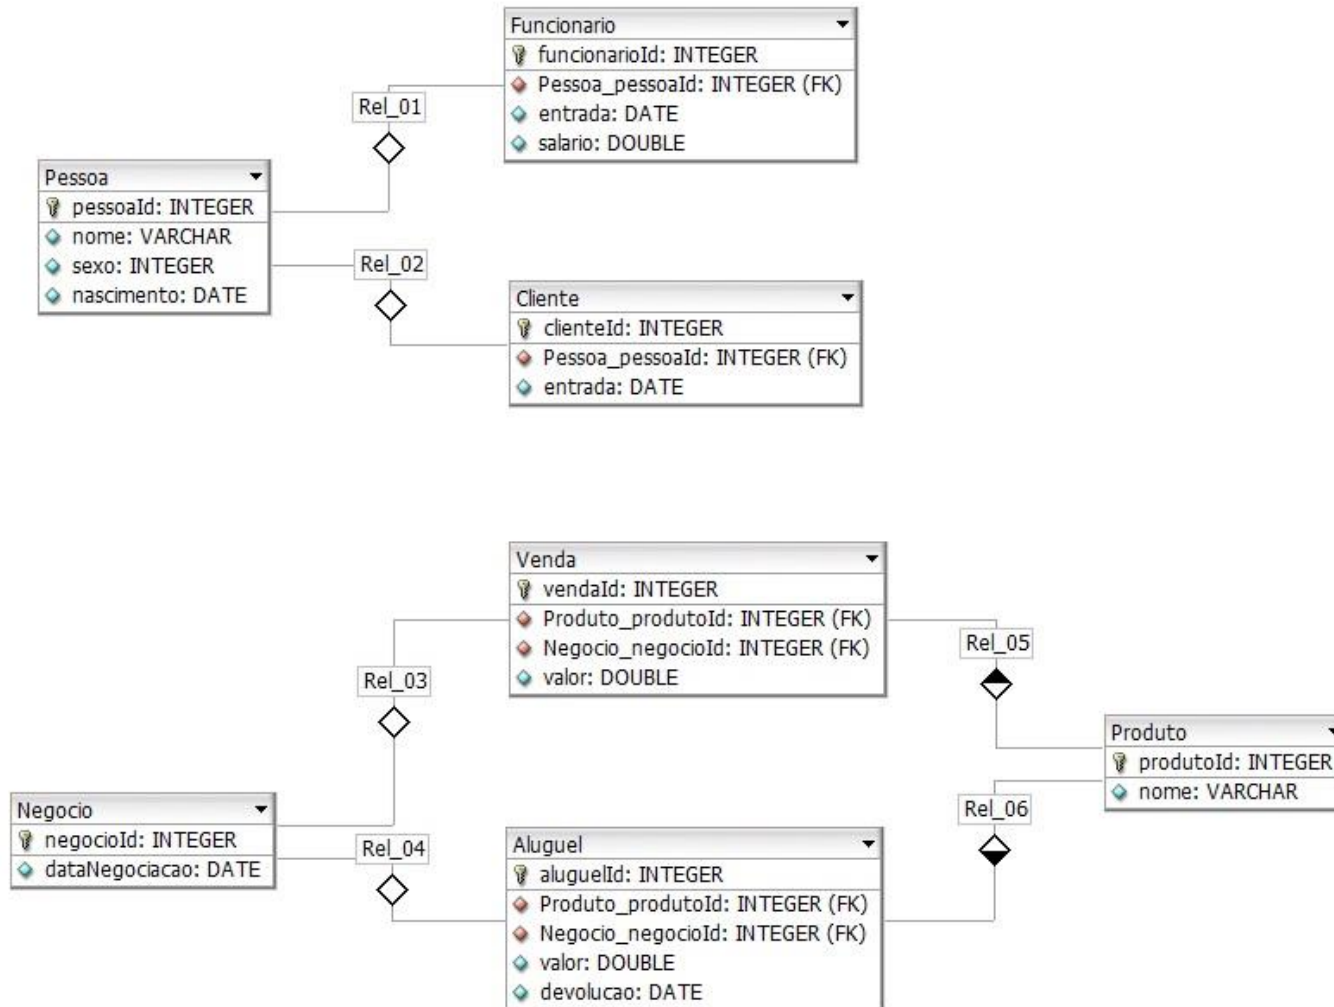 Funcionario
funcionarioId: INTEGER
Pessoa_pessoaId: INTEGER (FK)
entrada: DATE
salario: DOUBLE
Rel_01
Pessoa
pessoaId: INTEGER
nome: VARCHAR
sexo: INTEGER
nascimento: DATE
Rel_02
Cliente
clienteId: INTEGER
Pessoa_pessoaId: INTEGER (FK)
entrada: DATE
Venda
vendaId: INTEGER
Produto_produtoId: INTEGER (FK)
Negocio_negocioId: INTEGER (FK)
valor: DOUBLE
Rel_03
Rel_05
Produto
produtoId: INTEGER
nome: VARCHAR
Negocio
negocioId: INTEGER
dataNegociacao: DATE
Rel_04
Rel_06
Aluguel
aluguelId: INTEGER
Produto_produtoId: INTEGER (FK)
Negocio_negocioId: INTEGER (FK)
valor: DOUBLE
devolucao: DATE